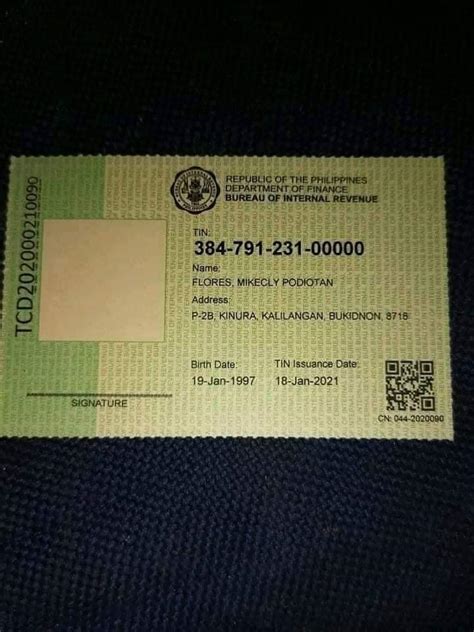 REPUBLIC OF THE PHILIPPINES
DEPARTMENT OF FINANCE
BUREAU OF INTERNAL REVENUE
TCD202000210090
TIN:
384-791-231-00000
Name:
FLORES, MIKECLY PODIOTAN
Address:
P-2B, KINURA, KALILANGAN, BUKIDNON, 8718
Birth Date: TIN Issuance Date:
19-Jan-1997 18-Jan-2021
SIGNATURE
CN: 044-2020090